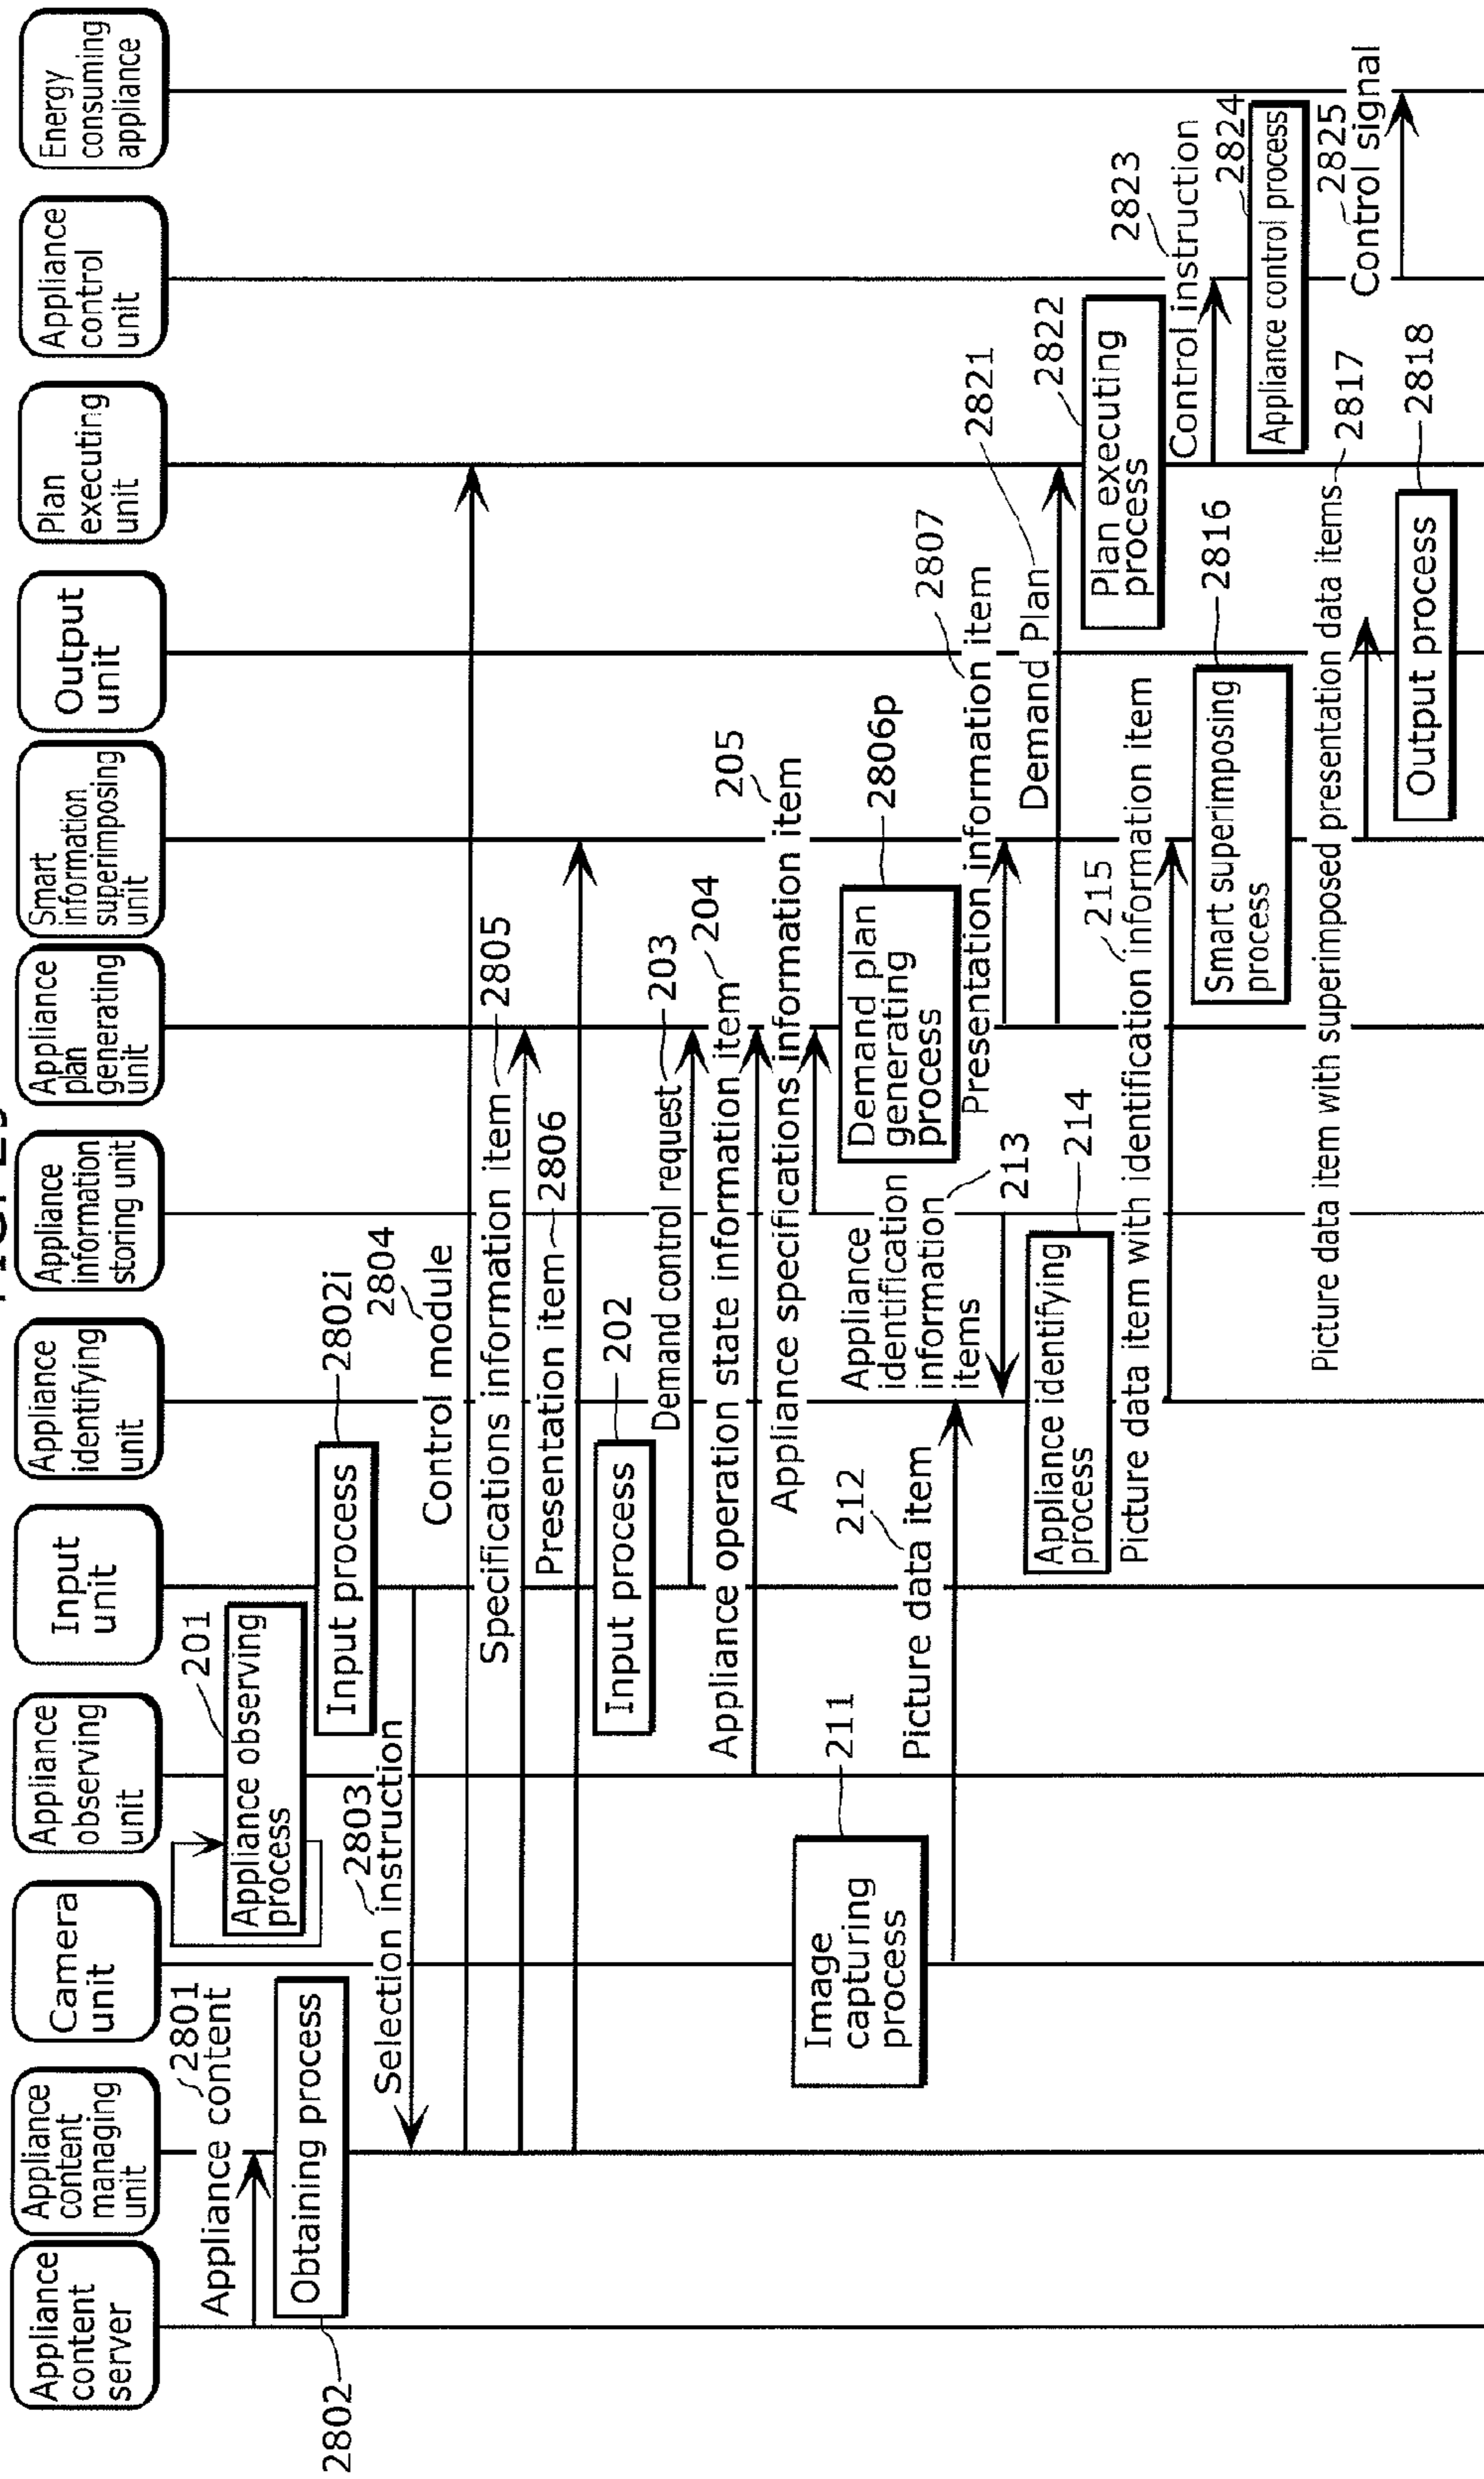 Appliance
content
server
Appliance
content
managing
unit
Camera
unit
Appliance
observing
unit
Input
unit
Appliance
identifying
unit
Appliance
information
storing unit
Appliance
plan
generating
unit
Smart
information
superimposing
unit
Output
unit
Plan
executing
unit
Appliance
control
unit
Energy
consuming
appliance
2801
Appliance content
201
Appliance observing
process
2802
Obtaining process
2802i
Input process
2803
Selection instruction
2804
Control module
Specifications information item 2805
Presentation item 2806
202
Input process
Demand control request 203
Appliance operation state information item 204
Appliance specifications information item
205
211
Image
capturing
process
2806p
Demand plan
generating
process
212
Picture data item
Appliance
identification
information
items
213
Presentation information item
2807
Demand Plan
2821
214
Appliance identifying
process
2822
Plan executing
process
215
Picture data item with identification information item
2823
Control instruction
2816
Smart superimposing
process
2824
Appliance control process
Picture data item with superimposed presentation data items 2817
2825
Control signal
2818
Output process